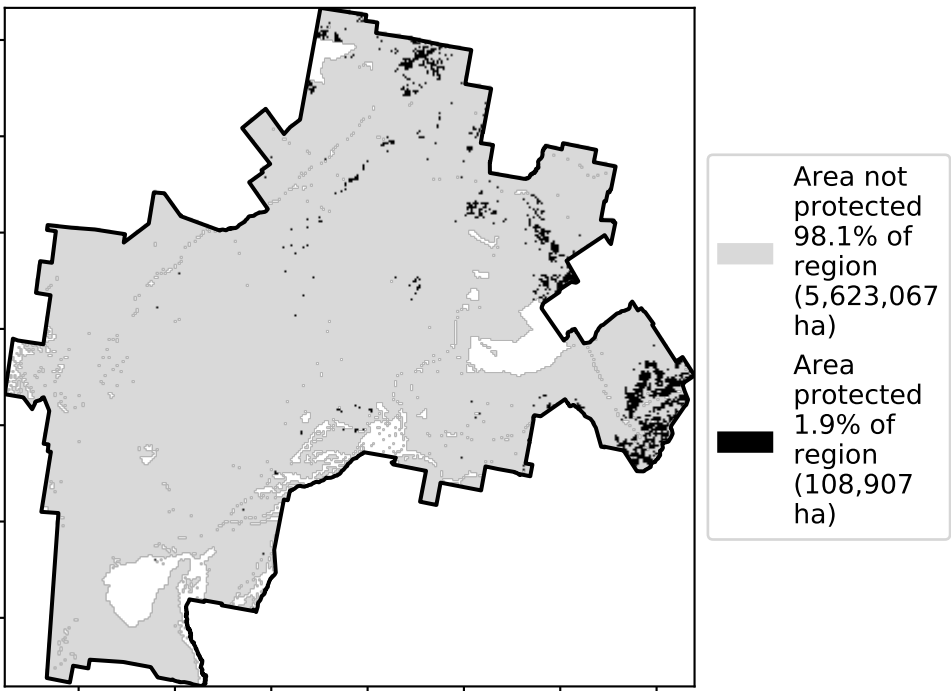 Area not
protected
98.1% of
region
(5,623,067
ha)
Area
protected
1.9% of
region
(108,907
ha)